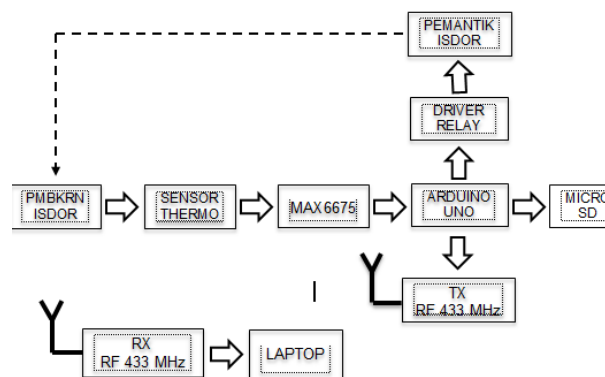 PEMANTIK
ISDOR
DRIVER
RELAY
PMBKRN
ISDOR
SENSOR
THERMO
MAX 6675
ARDUINO
UNO
MICRO
SD
TX
RF 433 MHz
RX
RF 433 MHz
LAPTOP